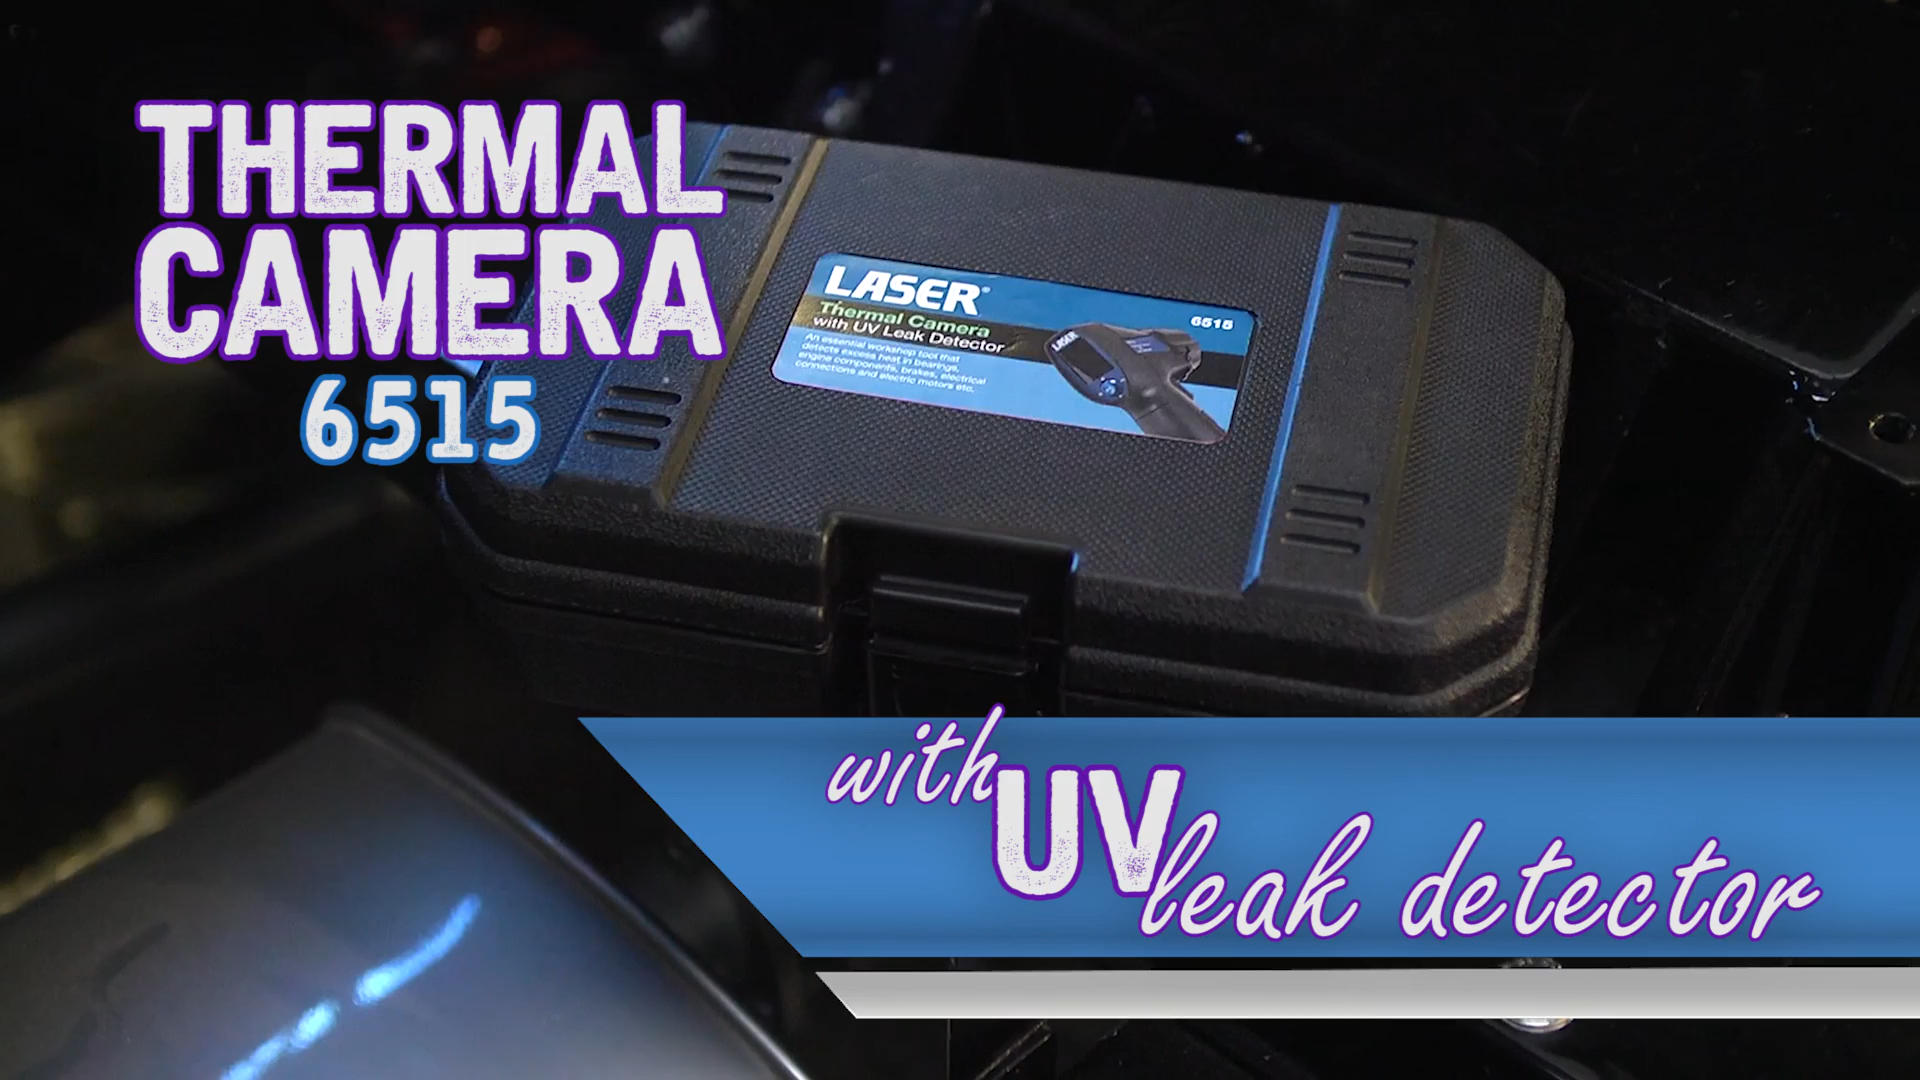 THERMAL
CAMERA
6515
LASER®
6515
Thermal Camera
with UV Leak Detector
An essential workshop tool that
detects excess heat in bearings,
engine components, brakes, electrical
connections and electric motors etc.
LASER
with
UV
leak detector